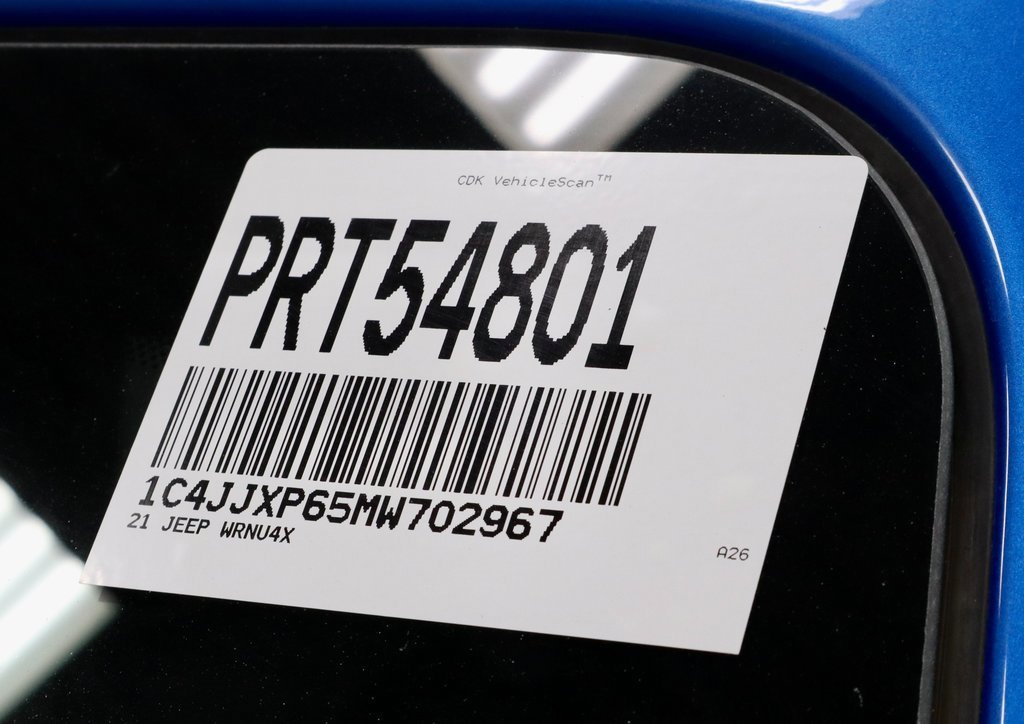 CDK VehicleScan™
PRT54801
1C4JJXP65MW702967
21 JEEP WRNU4X
A26